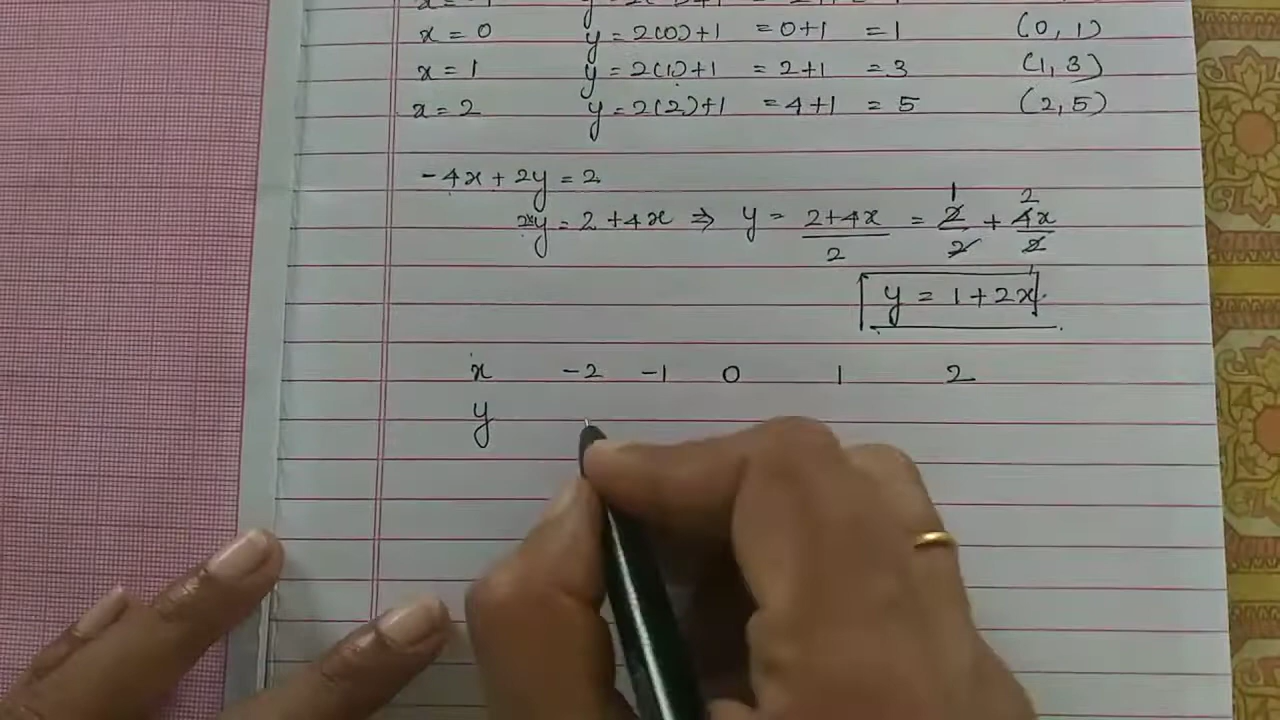 x = 0 y = 2(0)+1 = 0+1 = 1 (0, 1)
x = 1 y = 2(1)+1 = 2+1 = 3 (1, 3)
x = 2 y = 2(2)+1 = 4+1 = 5 (2, 5)
-4x + 2y = 2
2y = 2 + 4x ⇒ y = (2+4x)/2 = 2/2 1 + 4x/2 2
y = 1 + 2x
x -2 -1 0 1 2
y